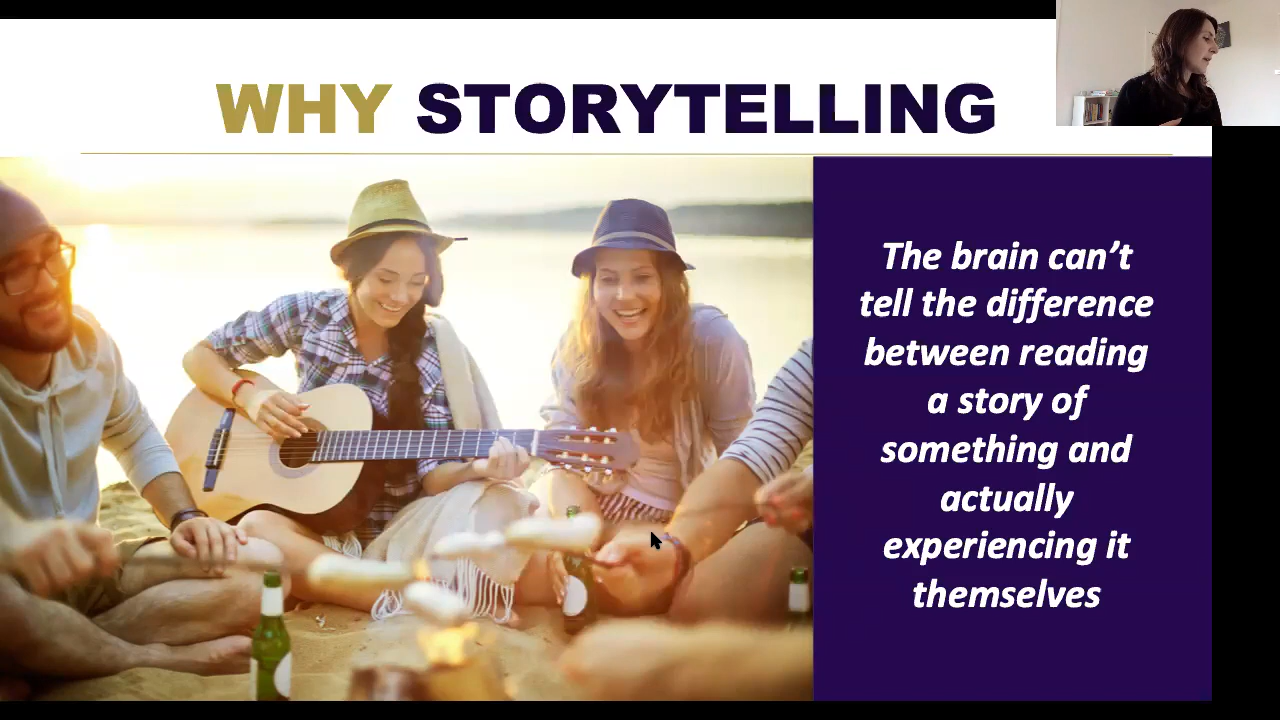 WHY STORYTELLING
The brain can’t
tell the difference
between reading
a story of
something and
actually
experiencing it
themselves